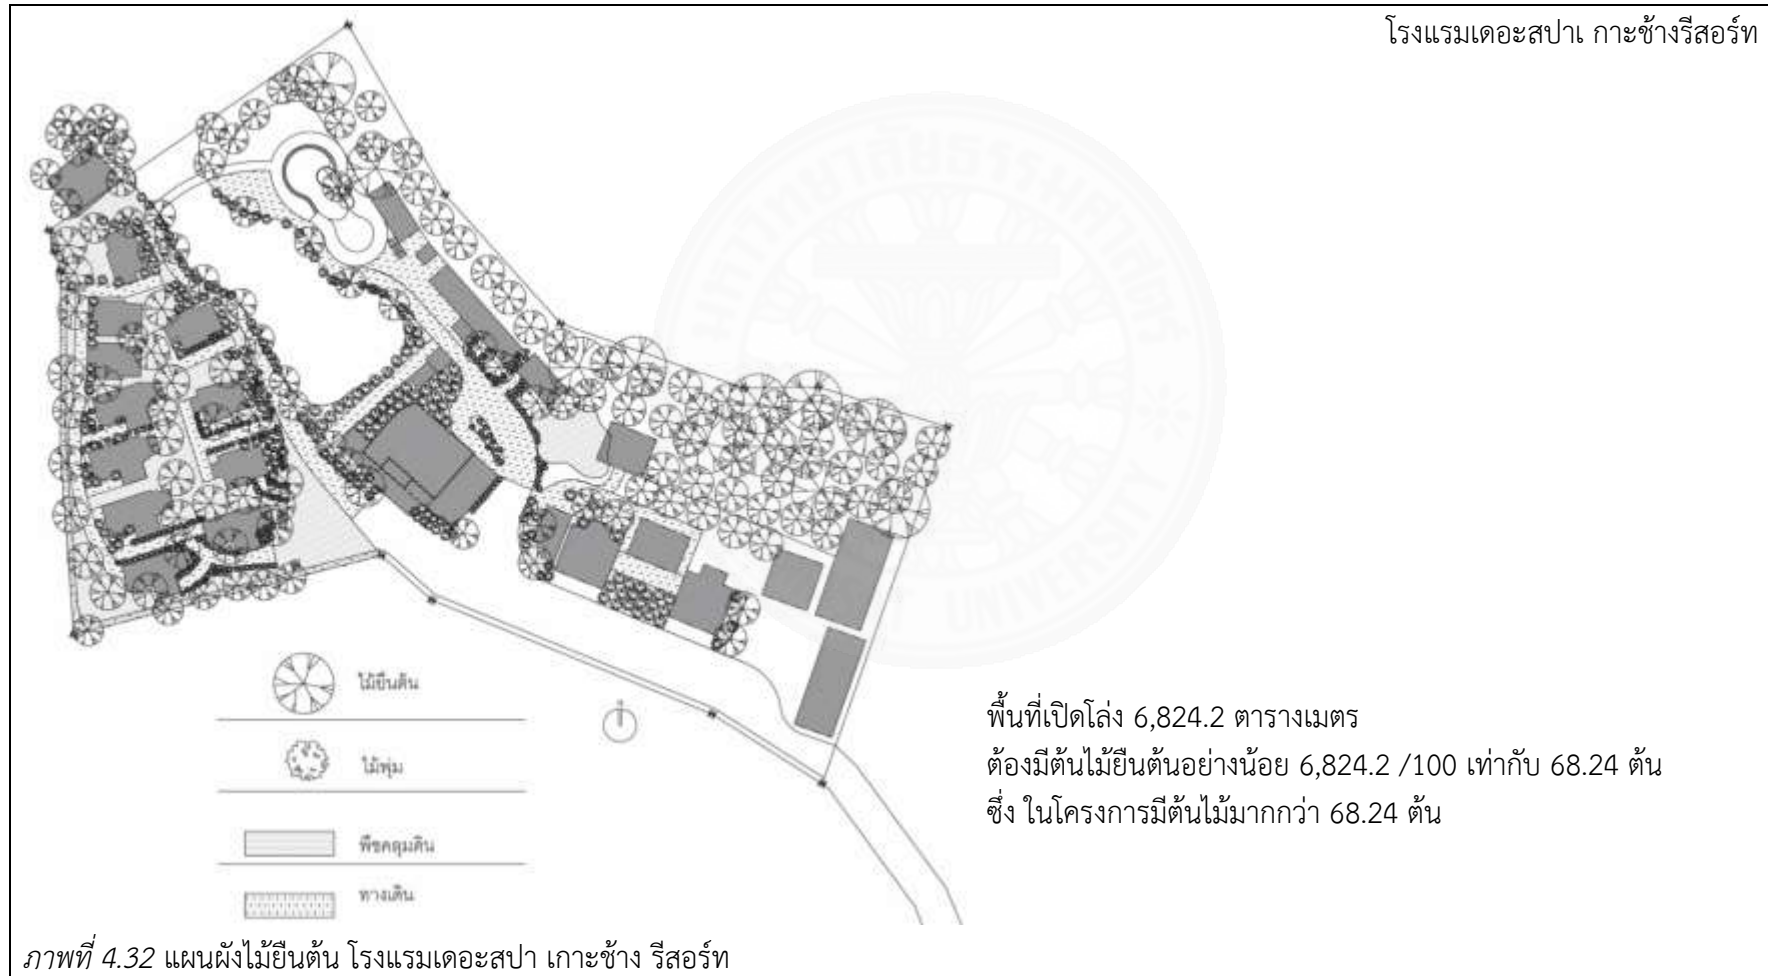 โรงแรมเดอะสปาเ กาะช้างรีสอร์ท
ไม้ยืนต้น
ไม้พุ่ม
พืชคลุมดิน
ทางเดิน
พื้นที่เปิดโล่ง 6,824.2 ตารางเมตร
ต้องมีต้นไม้ยืนต้นอย่างน้อย 6,824.2 /100 เท่ากับ 68.24 ต้น
ซึ่ง ในโครงการมีต้นไม้มากกว่า 68.24 ต้น
ภาพที่ 4.32 แผนผังไม้ยืนต้น โรงแรมเดอะสปา เกาะช้าง รีสอร์ท